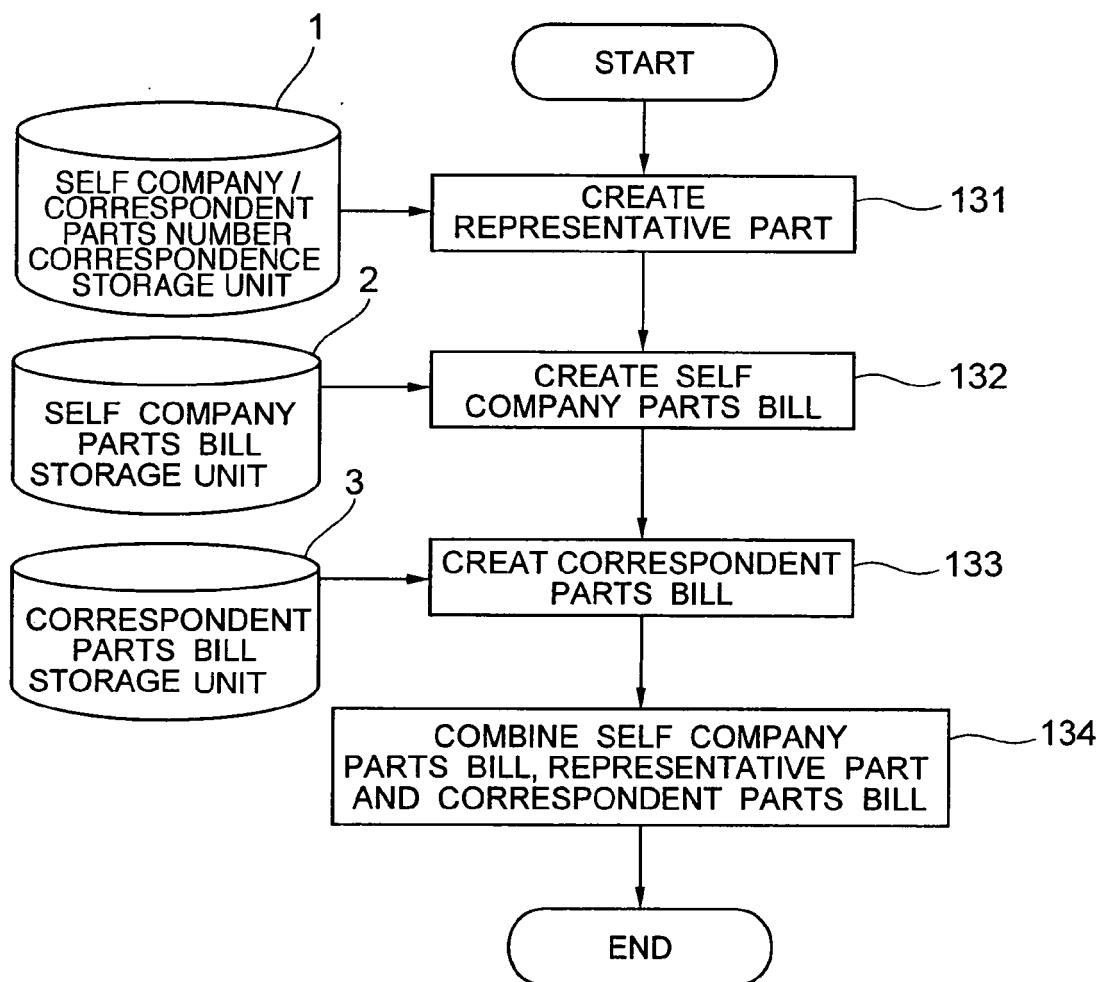 1
START
SELF COMPANY /
CORRESPONDENT
PARTS NUMBER
CORRESPONDENCE
STORAGE UNIT
CREATE
REPRESENTATIVE PART
131
2
SELF COMPANY
PARTS BILL
STORAGE UNIT
CREATE SELF
COMPANY PARTS BILL
132
3
CORRESPONDENT
PARTS BILL
STORAGE UNIT
CREAT CORRESPONDENT
PARTS BILL
133
COMBINE SELF COMPANY
PARTS BILL, REPRESENTATIVE PART
AND CORRESPONDENT PARTS BILL
134
END